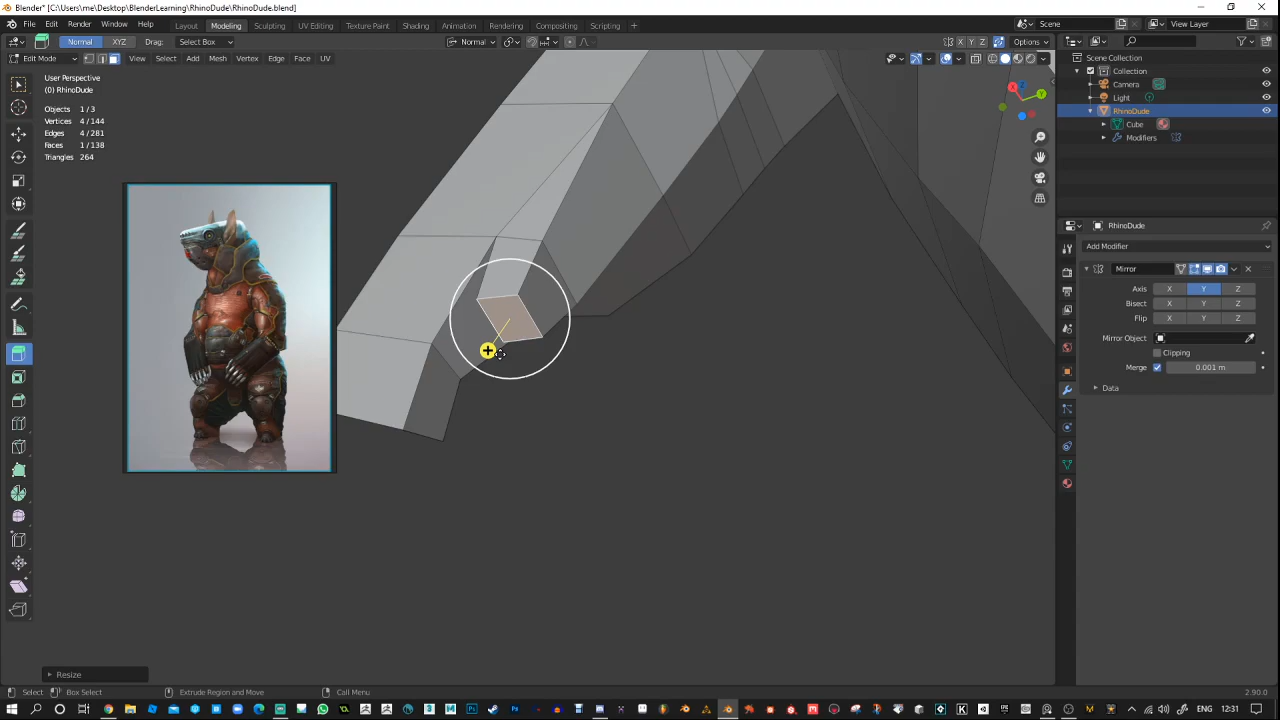 Blender* [C:\Users\me\Desktop\BlenderLearning\RhinoDude\RhinoDude.blend]
File Edit Render Window Help Layout Modeling Sculpting UV Editing Texture Paint Shading Animation Rendering Compositing Scripting + Scene View Layer
Normal XYZ Drag: Select Box Normal X Y Z Options
Edit Mode View Select Add Mesh Vertex Edge Face UV
User Perspective
(0) RhinoDude
Objects 1/3
Vertices 4/144
Edges 4/281
Faces 1/138
Triangles 264
Scene Collection
Collection
Camera
Light
RhinoDude
Cube
Modifiers
RhinoDude
Add Modifier
Mirror
Axis X Y Z
Bisect X Y Z
Flip X Y Z
Mirror Object
Clipping
Merge 0.001 m
Data
Resize
Select Box Select Extrude Region and Move Call Menu 2.90.0
ENG 12:31